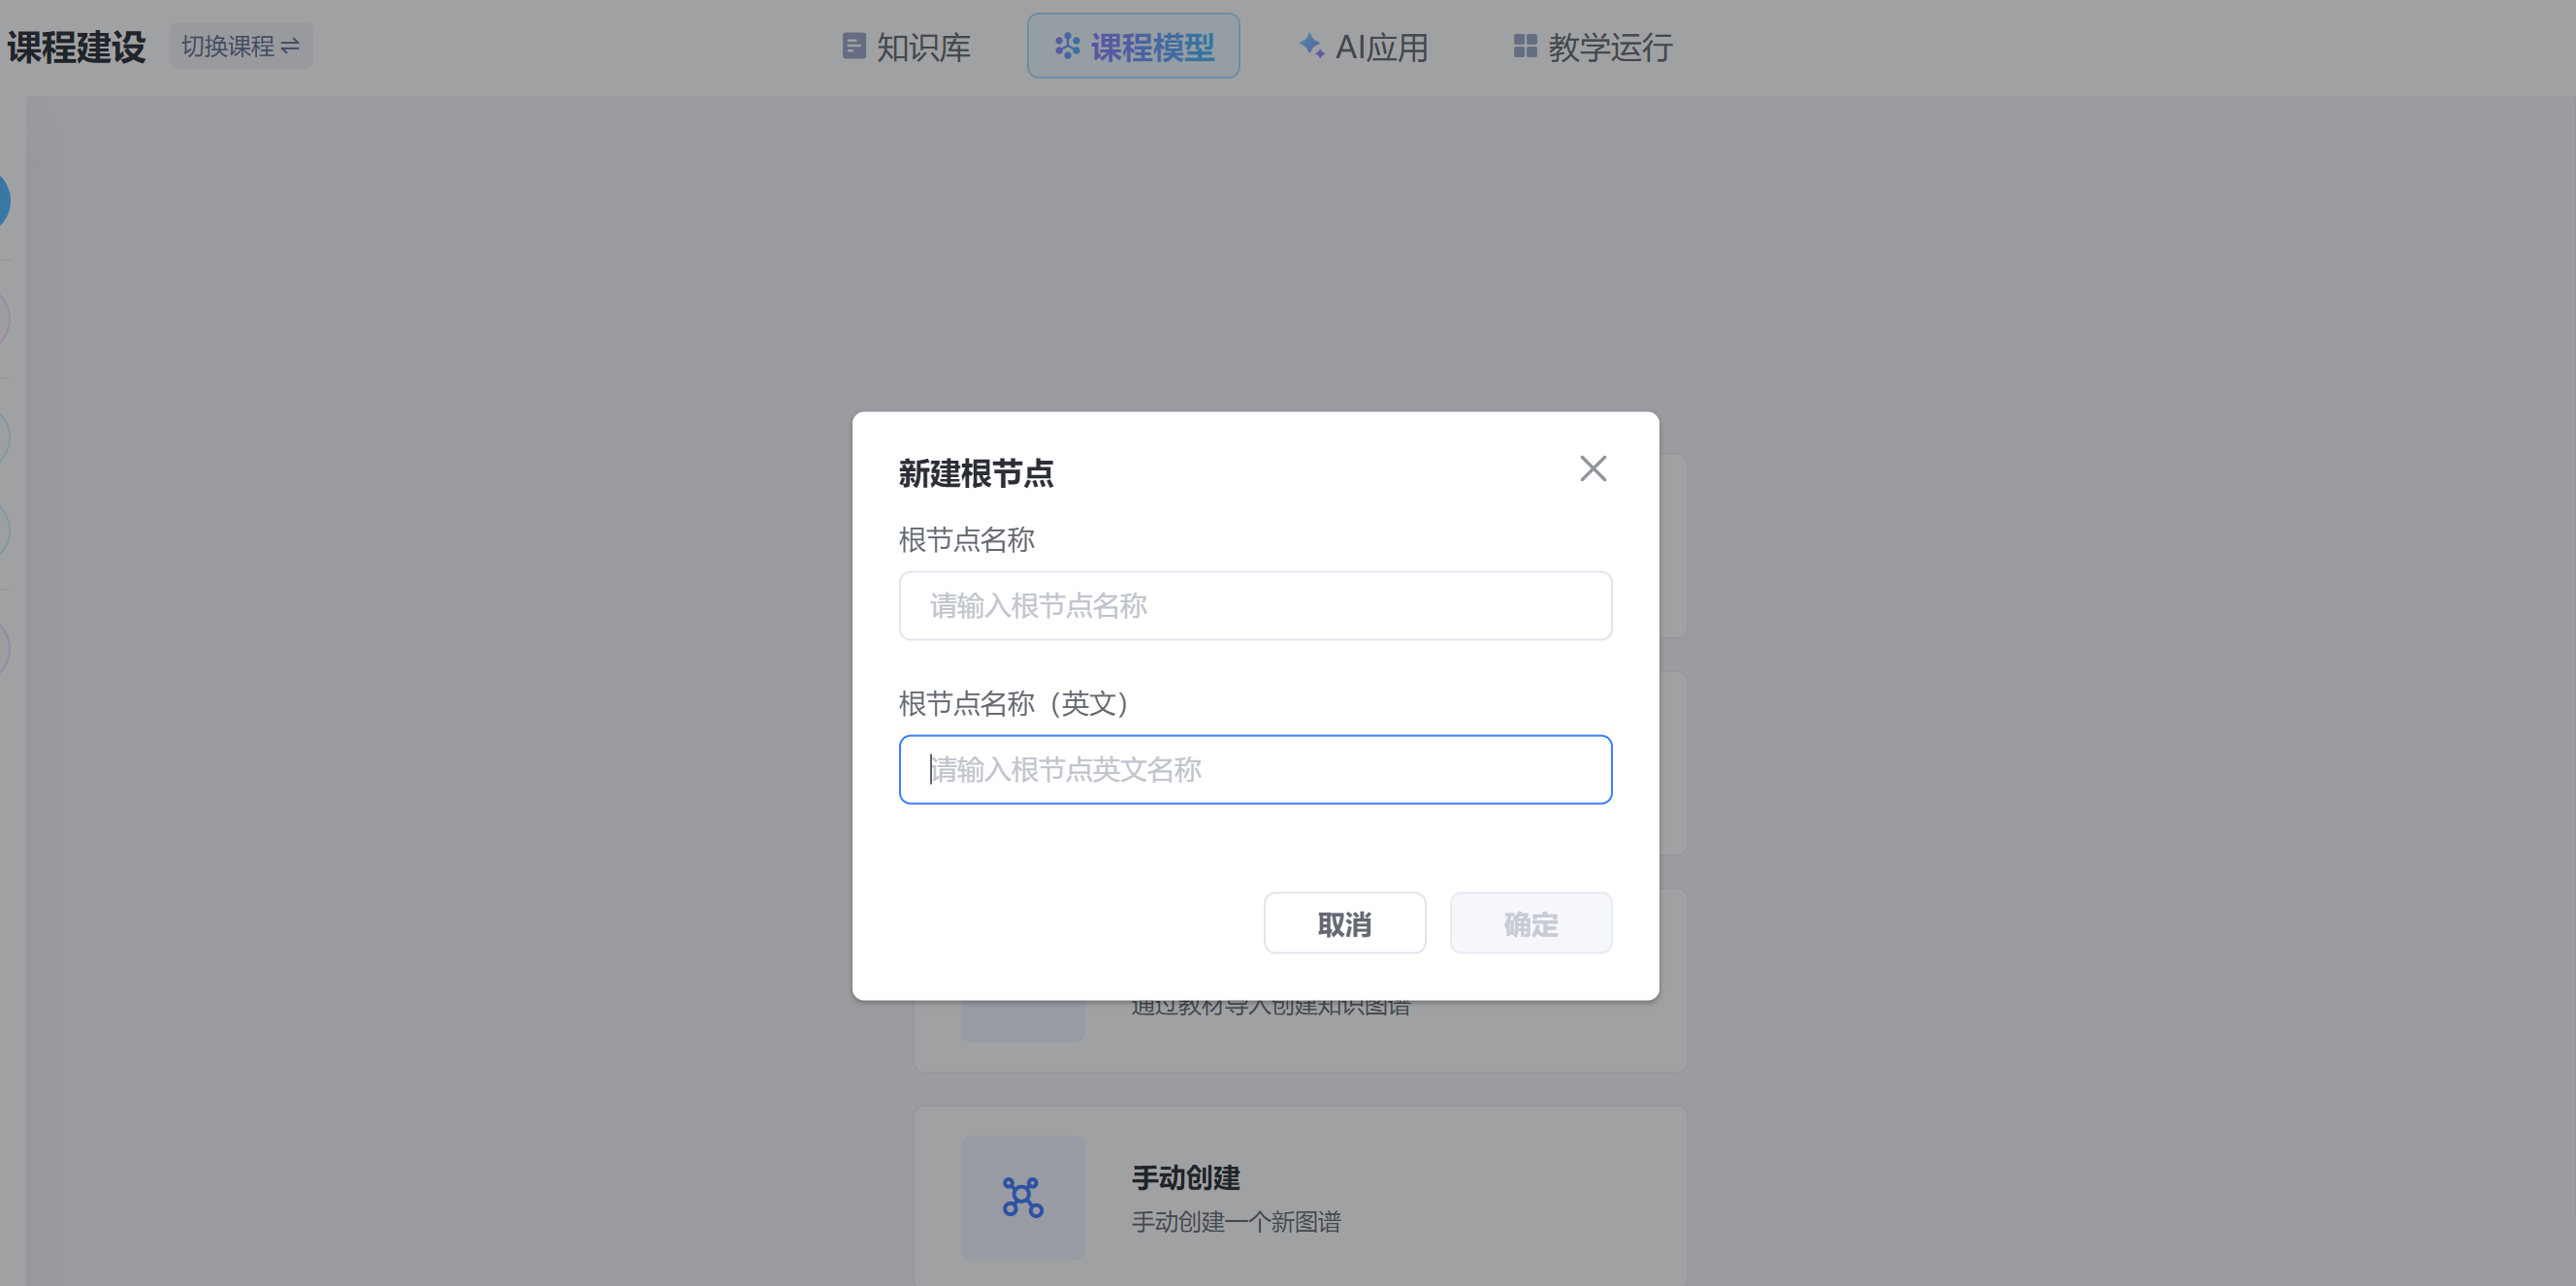 课程建设 切换课程 知识库 课程模型 AI应用 教学运行
新建根节点
根节点名称
请输入根节点名称
根节点名称（英文）
请输入根节点英文名称
取消 确定
通过教材导入创建知识图谱
手动创建
手动创建一个新图谱